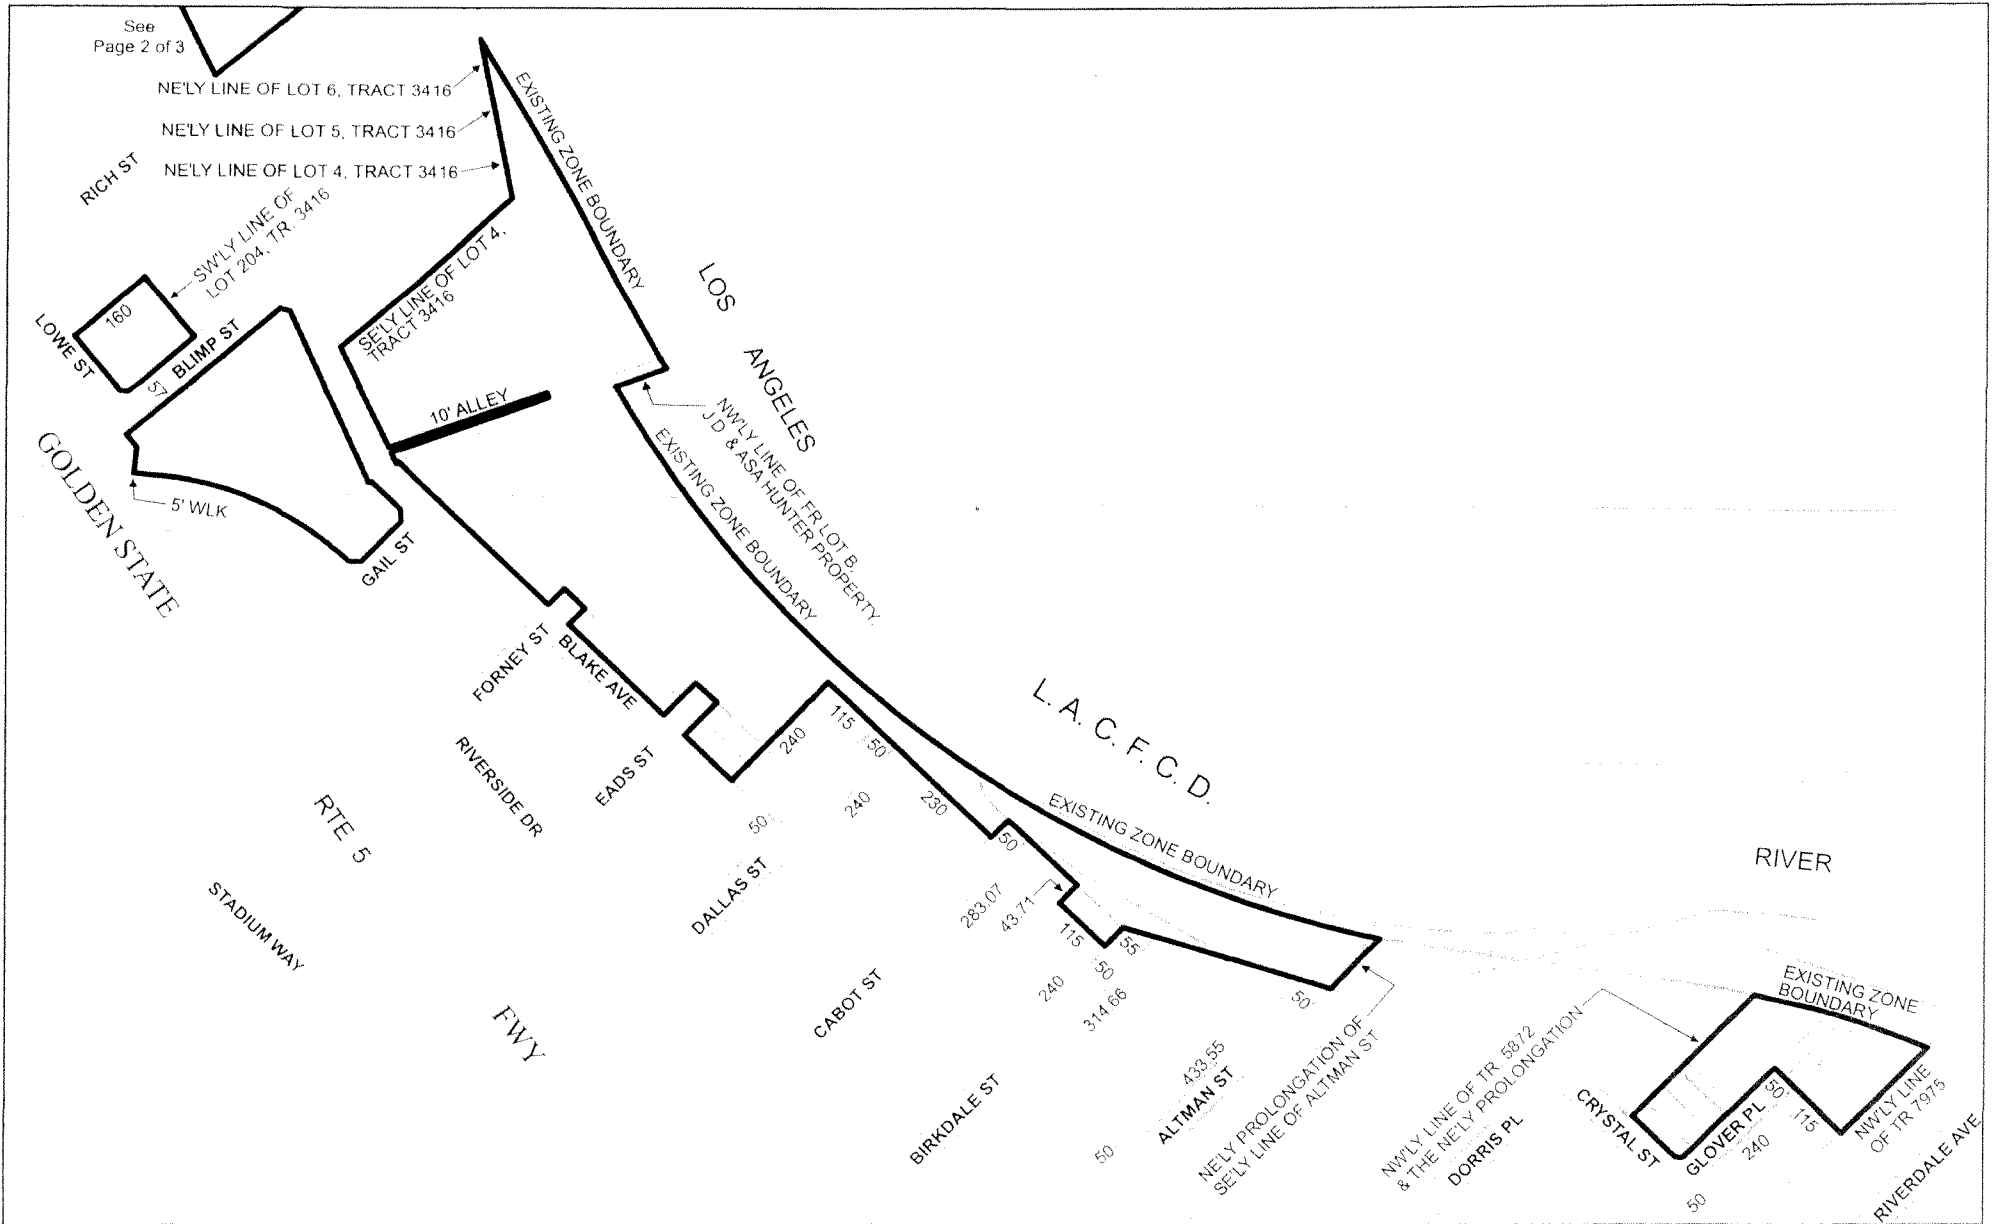 See
Page 2 of 3
NE'LY LINE OF LOT 6, TRACT 3416
NE'LY LINE OF LOT 5, TRACT 3416
NE'LY LINE OF LOT 4, TRACT 3416
EXISTING ZONE BOUNDARY
RICH ST
SW'LY LINE OF
LOT 204, TR. 3416
SE'LY LINE OF LOT 4,
TRACT 3416
160
LOWE ST
57
BLIMP ST
10' ALLEY
LOS
ANGELES
NW'LY LINE OF FR LOT B,
J.D & ASA HUNTER PROPERTY.
EXISTING ZONE BOUNDARY
5' WLK
GOLDEN STATE
GAIL ST
FORNEY ST
BLAKE AVE
RIVERSIDE DR
EADS ST
RTE 5
STADIUM WAY
FWY
240
115
50'
50
240
230
50'
DALLAS ST
L. A. C. F. C. D.
EXISTING ZONE BOUNDARY
RIVER
283.07
43.71
115
55'
50
240
314.66
50'
CABOT ST
BIRKDALE ST
433.55
ALTMAN ST
50
NE'LY PROLONGATION OF
SE'LY LINE OF ALTMAN ST
NW'LY LINE OF TR 5872
& THE NE'LY PROLONGATION
DORRIS PL
EXISTING ZONE
BOUNDARY
CRYSTAL ST
GLOVER PL
50'
115
240
50
NW'LY LINE
OF TR 7975
RIVERDALE AVE